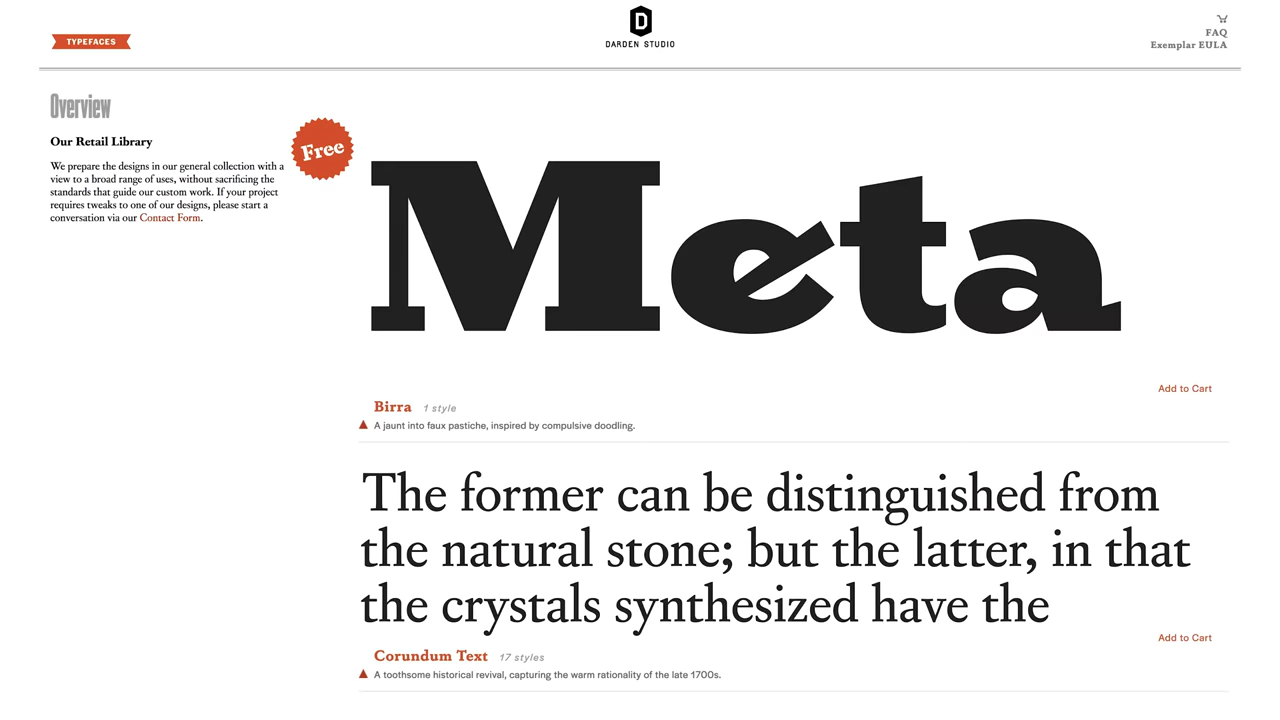 TYPEFACES
D
DARDEN STUDIO
FAQ
Exemplar EULA
Overview
Our Retail Library
We prepare the designs in our general collection with a
view to a broad range of uses, without sacrificing the
standards that guide our custom work. If your project
requires tweaks to one of our designs, please start a
conversation via our Contact Form.
Free
Meta
Add to Cart
Birra 1 style
A jaunt into faux pastiche, inspired by compulsive doodling.
The former can be distinguished from
the natural stone; but the latter, in that
the crystals synthesized have the
Add to Cart
Corundum Text 17 styles
A toothsome historical revival, capturing the warm rationality of the late 1700s.